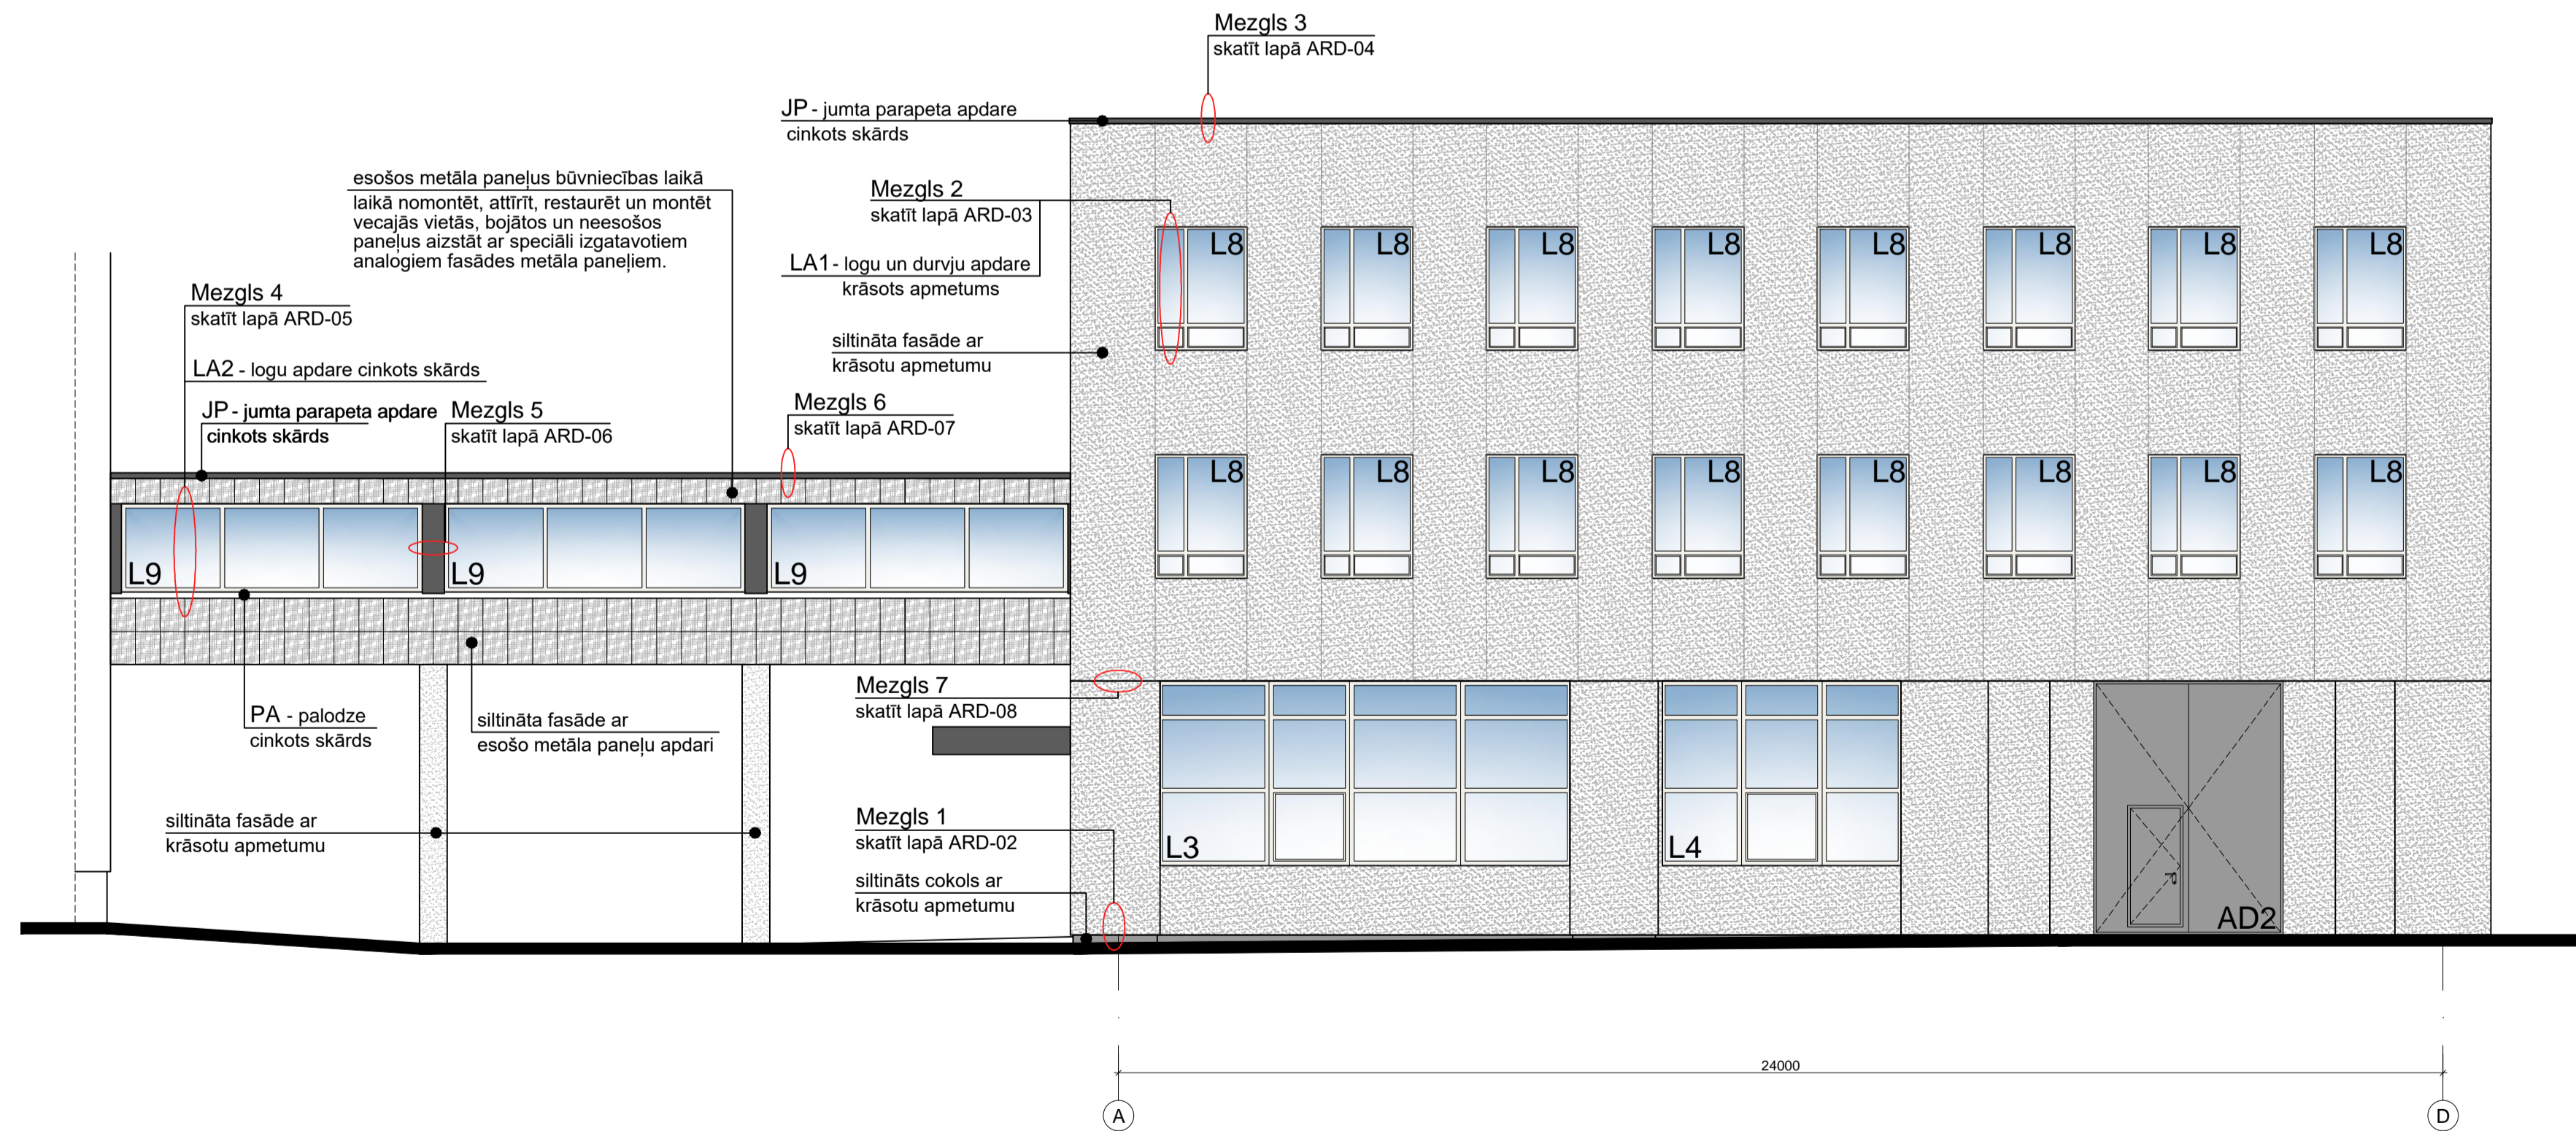 Mezgls 3
skatīt lapā ARD-04
JP - jumta parapeta apdare
cinkots skārds
esošos metāla paneļus būvniecības laikā
laikā nomontēt, attīrīt, restaurēt un montēt
vecajās vietās, bojātos un neesošos
paneļus aizstāt ar speciāli izgatavotiem
analogiem fasādes metāla paneļiem.
Mezgls 2
skatīt lapā ARD-03
LA1 - logu un durvju apdare
krāsots apmetums
L8 L8 L8 L8 L8 L8 L8 L8
Mezgls 4
skatīt lapā ARD-05
siltināta fasāde ar
krāsotu apmetumu
LA2 - logu apdare cinkots skārds
JP - jumta parapeta apdare
cinkots skārds
Mezgls 5
skatīt lapā ARD-06
Mezgls 6
skatīt lapā ARD-07
L8 L8 L8 L8 L8 L8 L8 L8
L9 L9 L9
PA - palodze
cinkots skārds
siltināta fasāde ar
esošo metāla paneļu apdari
Mezgls 7
skatīt lapā ARD-08
siltināta fasāde ar
krāsotu apmetumu
Mezgls 1
skatīt lapā ARD-02
L3 L4
siltināts cokols ar
krāsotu apmetumu
AD2
24000
A D